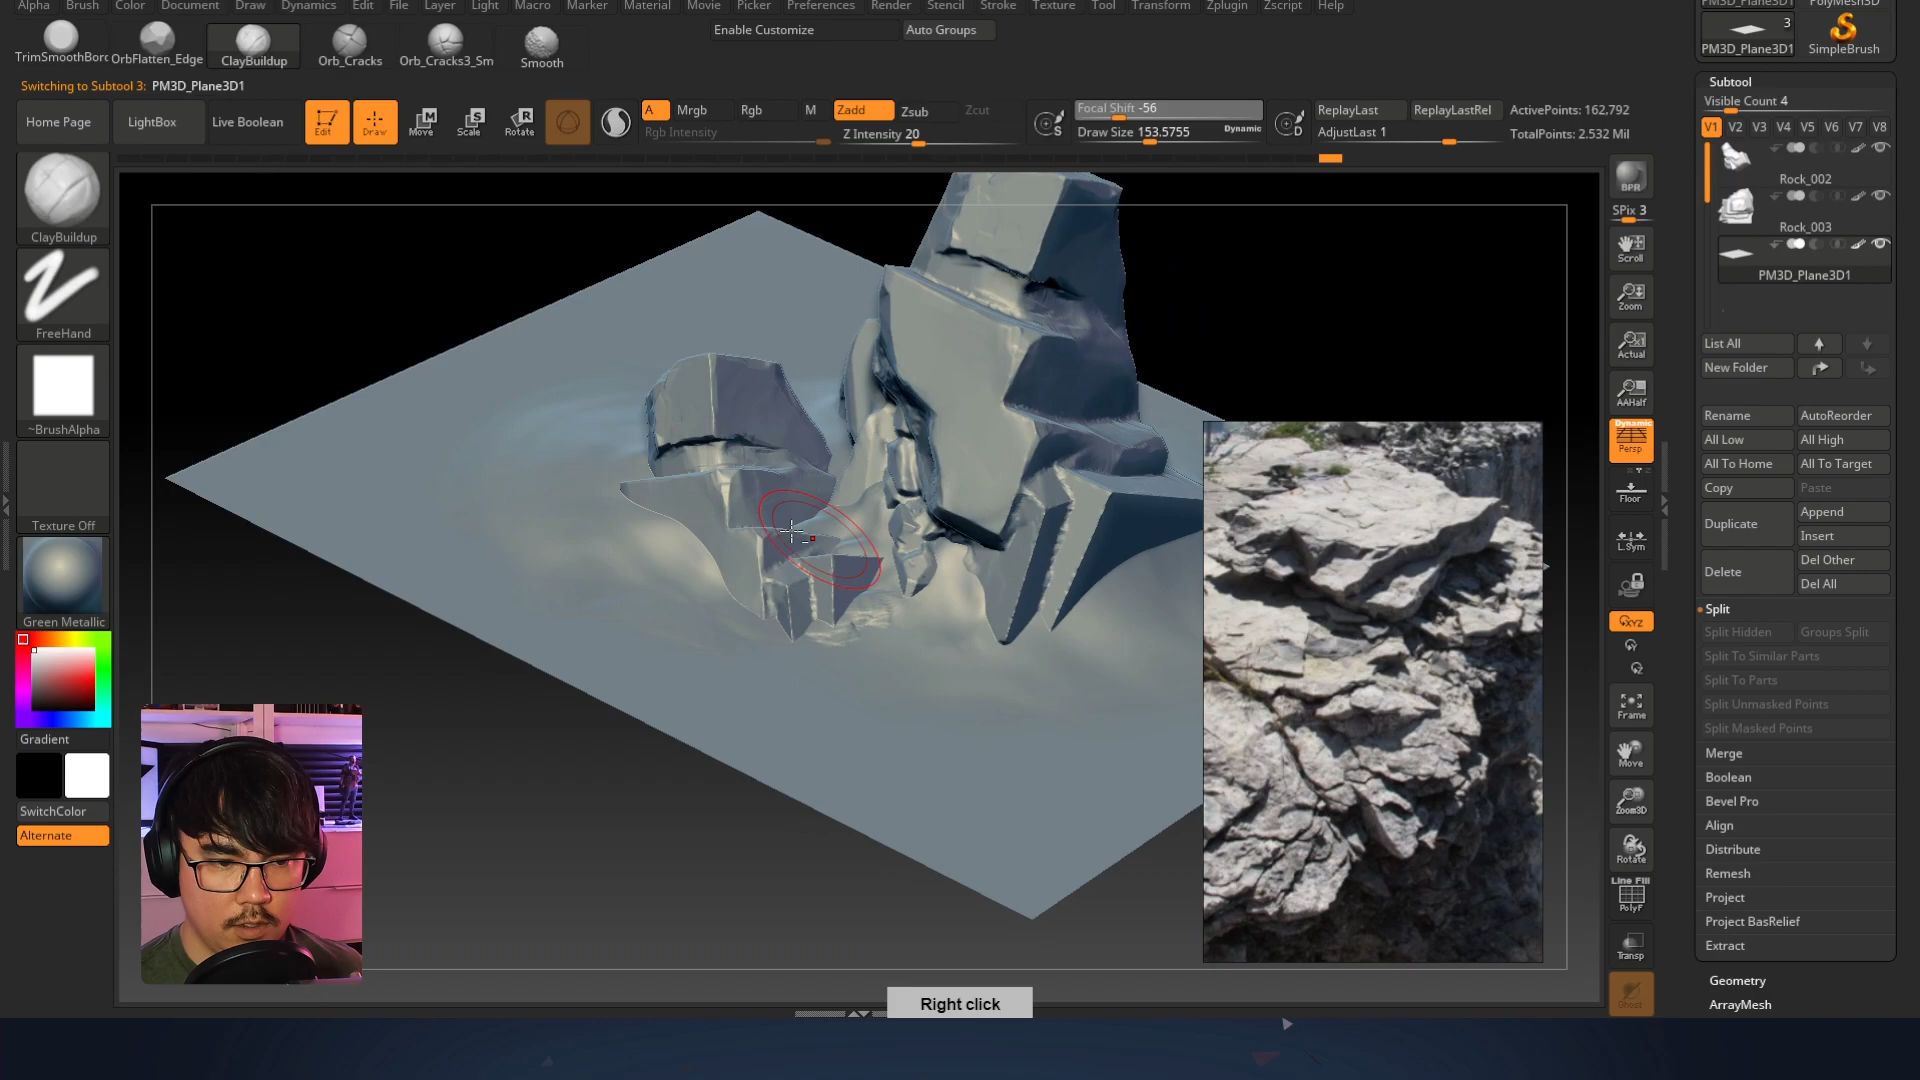 Alpha Brush Color Document Draw Dynamics Edit File Layer Light Macro Marker Material Movie Picker Preferences Render Stencil Stroke Texture Tool Transform Zplugin Zscript Help
PM3D_Plane3D1
PolyMesh3D
TrimSmoothBorc OrbFlatten_Edge ClayBuildup Orb_Cracks Orb_Cracks3_Sm Smooth
Enable Customize Auto Groups
3
PM3D_Plane3D1
SimpleBrush
Switching to Subtool 3: PM3D_Plane3D1
Home Page LightBox Live Boolean Edit Draw Move Scale Rotate
A Mrgb Rgb M Zadd Zsub Zcut
Rgb Intensity Z Intensity 20
Focal Shift -56
Draw Size 153.5755 Dynamic
ReplayLast ReplayLastRel
AdjustLast 1
ActivePoints: 162,792
TotalPoints: 2.532 Mil
ClayBuildup
FreeHand
~BrushAlpha
Texture Off
Green Metallic
Gradient
SwitchColor
Alternate
Right click
BPR
SPix 3
Scroll
Zoom
Actual
AAHalf
Dynamic
Persp
Floor
L.Sym
XYZ
Frame
Move
Zoom3D
Rotate
Line Fill
PolyF
Transp
Ghost
Subtool
Visible Count 4
V1 V2 V3 V4 V5 V6 V7 V8
Rock_002
Rock_003
PM3D_Plane3D1
List All
New Folder
Rename AutoReorder
All Low All High
All To Home All To Target
Copy Paste
Duplicate Append
Insert
Delete Del Other
Del All
Split
Split Hidden Groups Split
Split To Similar Parts
Split To Parts
Split Unmasked Points
Split Masked Points
Merge
Boolean
Bevel Pro
Align
Distribute
Remesh
Project
Project BasRelief
Extract
Geometry
ArrayMesh